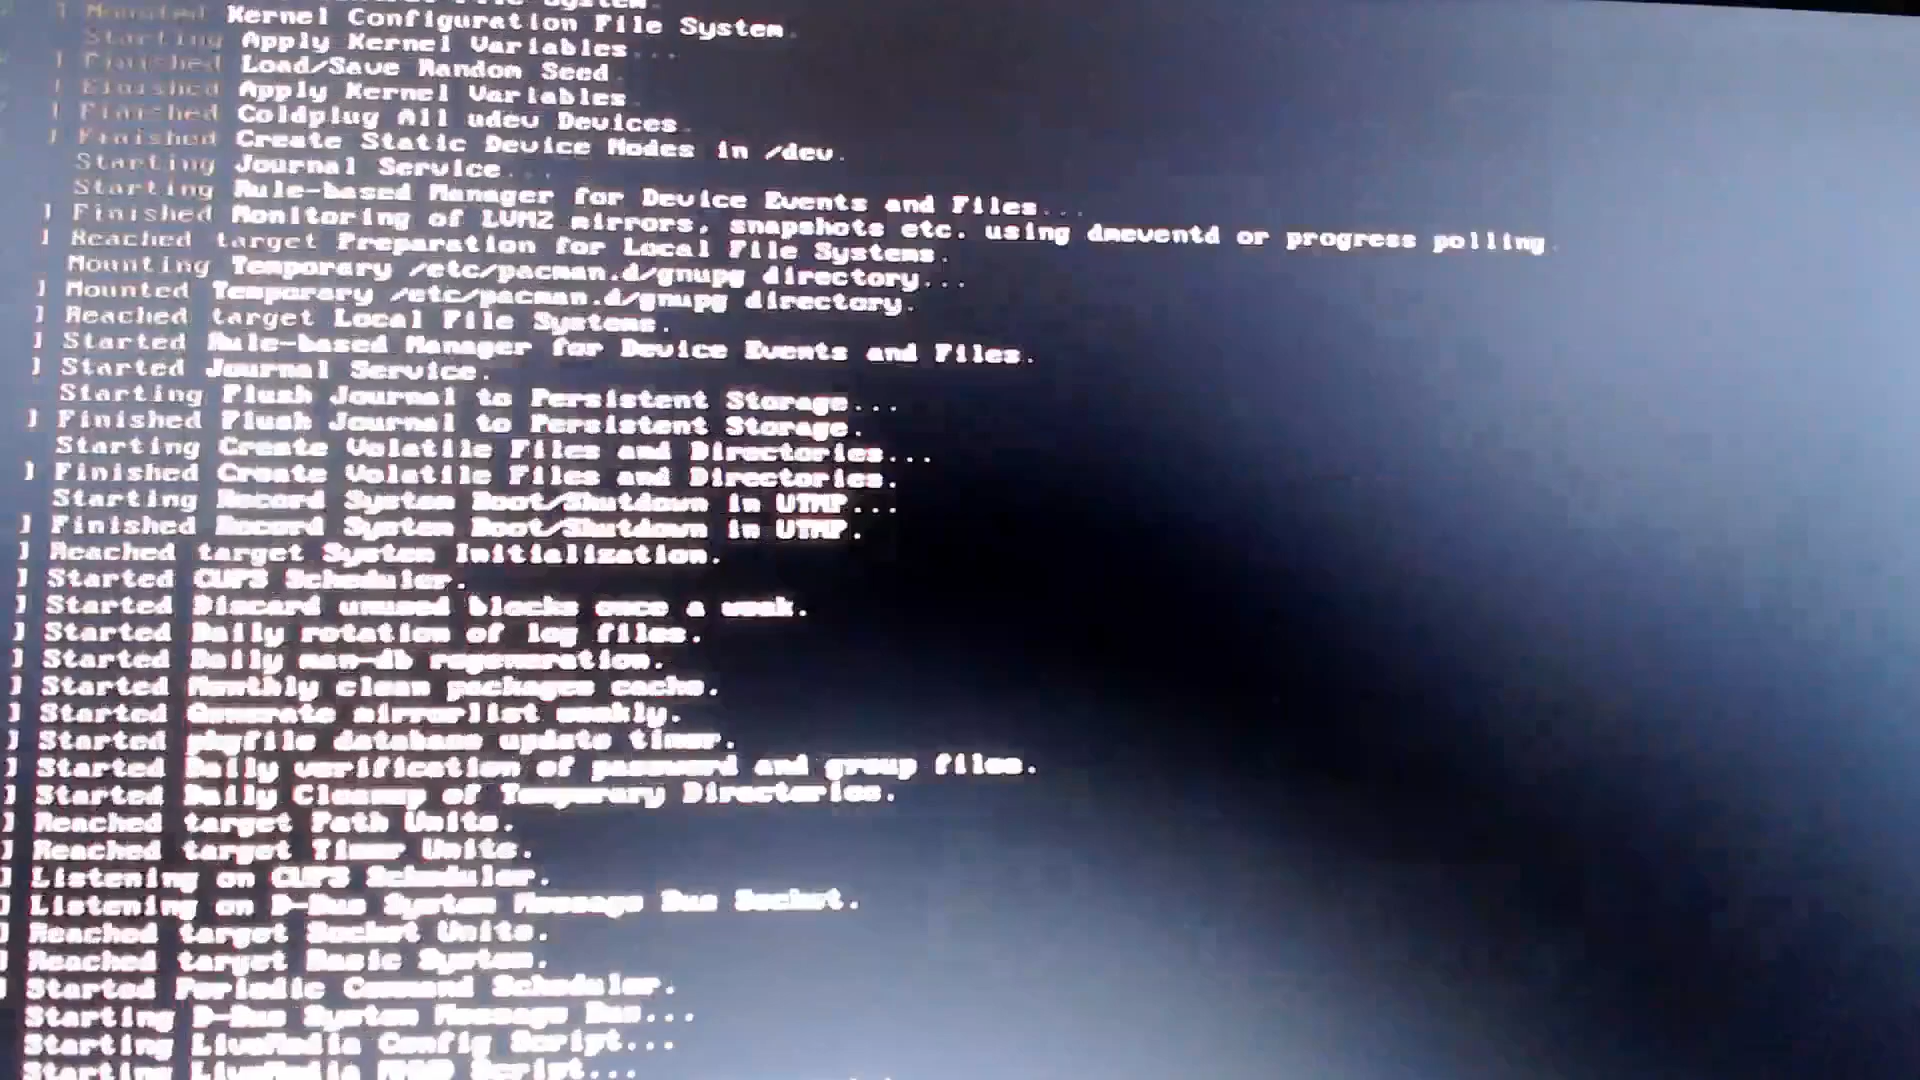 ] Mounted Kernel Configuration File System.
Starting Apply Kernel Variables...
] Finished Load/Save Random Seed.
] Finished Apply Kernel Variables.
] Finished Coldplug All udev Devices.
] Finished Create Static Device Nodes in /dev.
Starting Journal Service...
Starting Rule-based Manager for Device Events and Files...
] Finished Monitoring of LVM2 mirrors, snapshots etc. using dmeventd or progress polling.
] Reached target Preparation for Local File Systems.
Mounting Temporary /etc/pacman.d/gnupg directory...
] Mounted Temporary /etc/pacman.d/gnupg directory.
] Reached target Local File Systems.
] Started Rule-based Manager for Device Events and Files.
] Started Journal Service.
Starting Flush Journal to Persistent Storage...
] Finished Flush Journal to Persistent Storage.
Starting Create Volatile Files and Directories...
] Finished Create Volatile Files and Directories.
Starting Record System Boot/Shutdown in UTMP...
] Finished Record System Boot/Shutdown in UTMP.
] Reached target System Initialization.
] Started CUPS Scheduler.
] Started Discard unused blocks once a week.
] Started Daily rotation of log files.
] Started Daily man-db regeneration.
] Started Monthly clean packages cache.
] Started Generate mirrorlist weekly.
] Started pkgfile database update timer.
] Started Daily verification of password and group files.
] Started Daily Cleanup of Temporary Directories.
] Reached target Path Units.
] Reached target Timer Units.
] Listening on CUPS Scheduler.
] Listening on D-Bus System Message Bus Socket.
] Reached target Socket Units.
] Reached target Basic System.
] Started Periodic Command Scheduler.
Starting D-Bus System Message Bus...
Starting LiveMedia Config Script...
Starting LiveMedia MHWD Script...